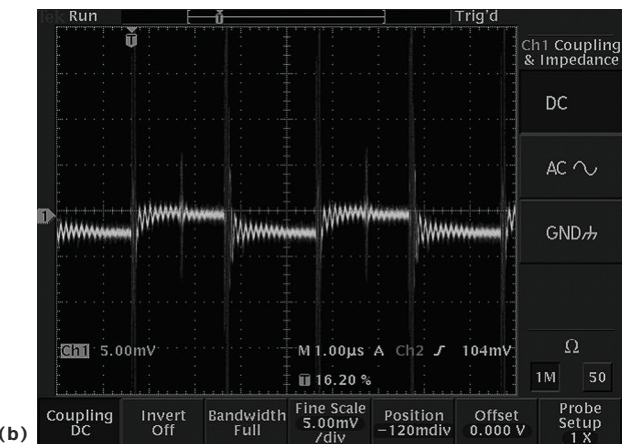 Tek Run Trig'd
T
T
Ch1 Coupling
& Impedance
DC
AC
1
GND
Ch1 5.00mV M 1.00μs A Ch2 104mV
T 16.20 %
Ω
1M 50
Coupling
DC
Invert
Off
Bandwidth
Full
Fine Scale
5.00mV
/div
Position
-120mdiv
Offset
0.000 V
Probe
Setup
1 X
(b)